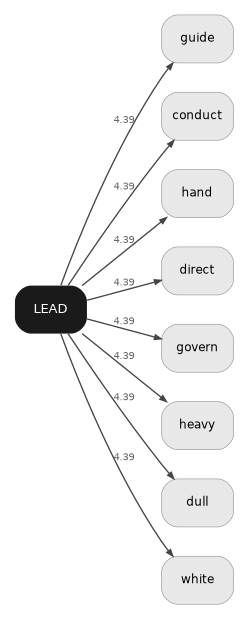 guide
4.39
conduct
4.39
hand
4.39
direct
4.39
LEAD
4.39
govern
4.39
heavy
4.39
dull
4.39
white